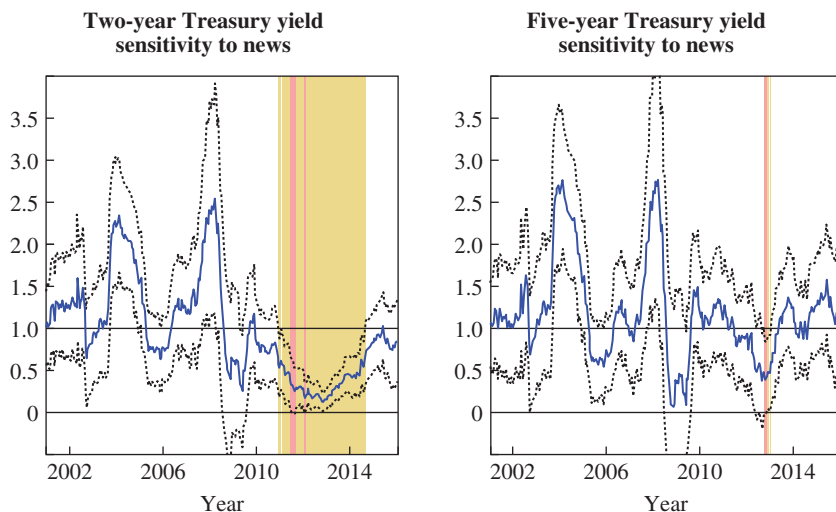 Two-year Treasury yield
sensitivity to news
3.5
3.0
2.5
2.0
1.5
1.0
0.5
0
2002 2006 2010 2014
Year
Five-year Treasury yield
sensitivity to news
3.5
3.0
2.5
2.0
1.5
1.0
0.5
0
2002 2006 2010 2014
Year